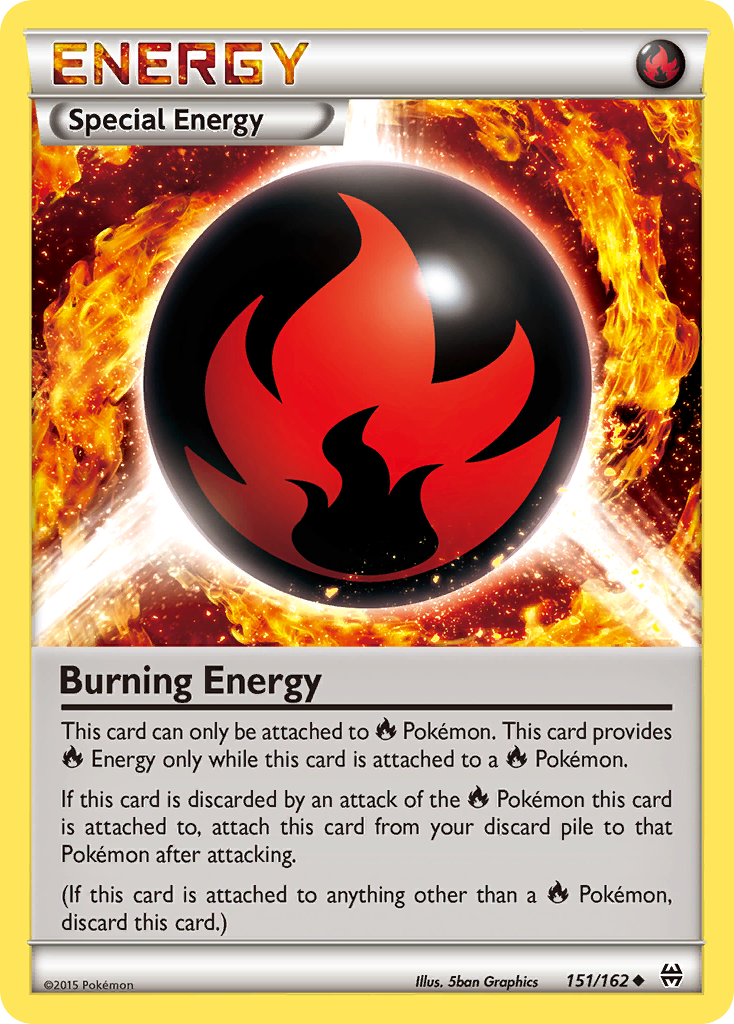 ENERGY
Special Energy
Burning Energy
This card can only be attached to Pokémon. This card provides
Energy only while this card is attached to a Pokémon.
If this card is discarded by an attack of the Pokémon this card
is attached to, attach this card from your discard pile to that
Pokémon after attacking.
(If this card is attached to anything other than a Pokémon,
discard this card.)
©2015 Pokémon
Illus. 5ban Graphics
151/162